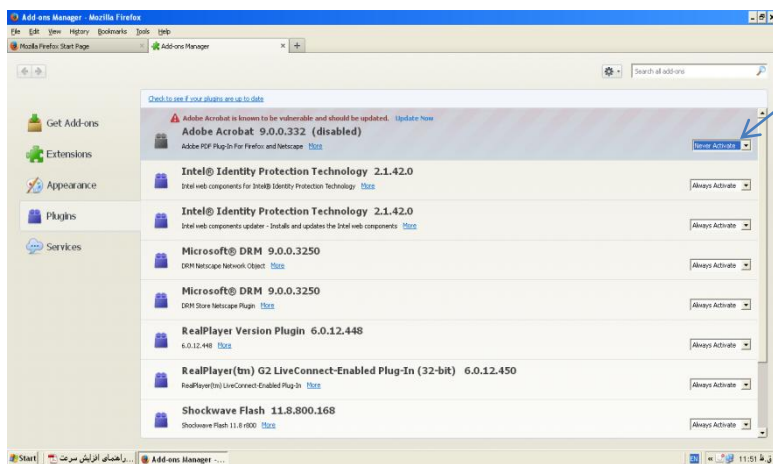 Add-ons Manager - Mozilla Firefox
File Edit View History Bookmarks Tools Help
Mozilla Firefox Start Page
Add-ons Manager
Search all add-ons
Check to see if your plugins are up to date
Get Add-ons
Extensions
Appearance
Plugins
Services
Adobe Acrobat is known to be vulnerable and should be updated. Update Now
Adobe Acrobat 9.0.0.332 (disabled)
Adobe PDF Plug-In For Firefox and Netscape More
Never Activate
Intel® Identity Protection Technology 2.1.42.0
Intel web components for Intel® Identity Protection Technology More
Always Activate
Intel® Identity Protection Technology 2.1.42.0
Intel web components updater - Installs and updates the Intel web components More
Always Activate
Microsoft® DRM 9.0.0.3250
DRM Netscape Network Object More
Always Activate
Microsoft® DRM 9.0.0.3250
DRM Store Netscape Plugin More
Always Activate
RealPlayer Version Plugin 6.0.12.448
6.0.12.448 More
Always Activate
RealPlayer(tm) G2 LiveConnect-Enabled Plug-In (32-bit) 6.0.12.450
RealPlayer(tm) LiveConnect-Enabled Plug-In More
Always Activate
Shockwave Flash 11.8.800.168
Shockwave Flash 11.8 r800 More
Always Activate
Start
راهنمای افزایش سرعت...
Add-ons Manager -...
EN
11:51 ق.ظ